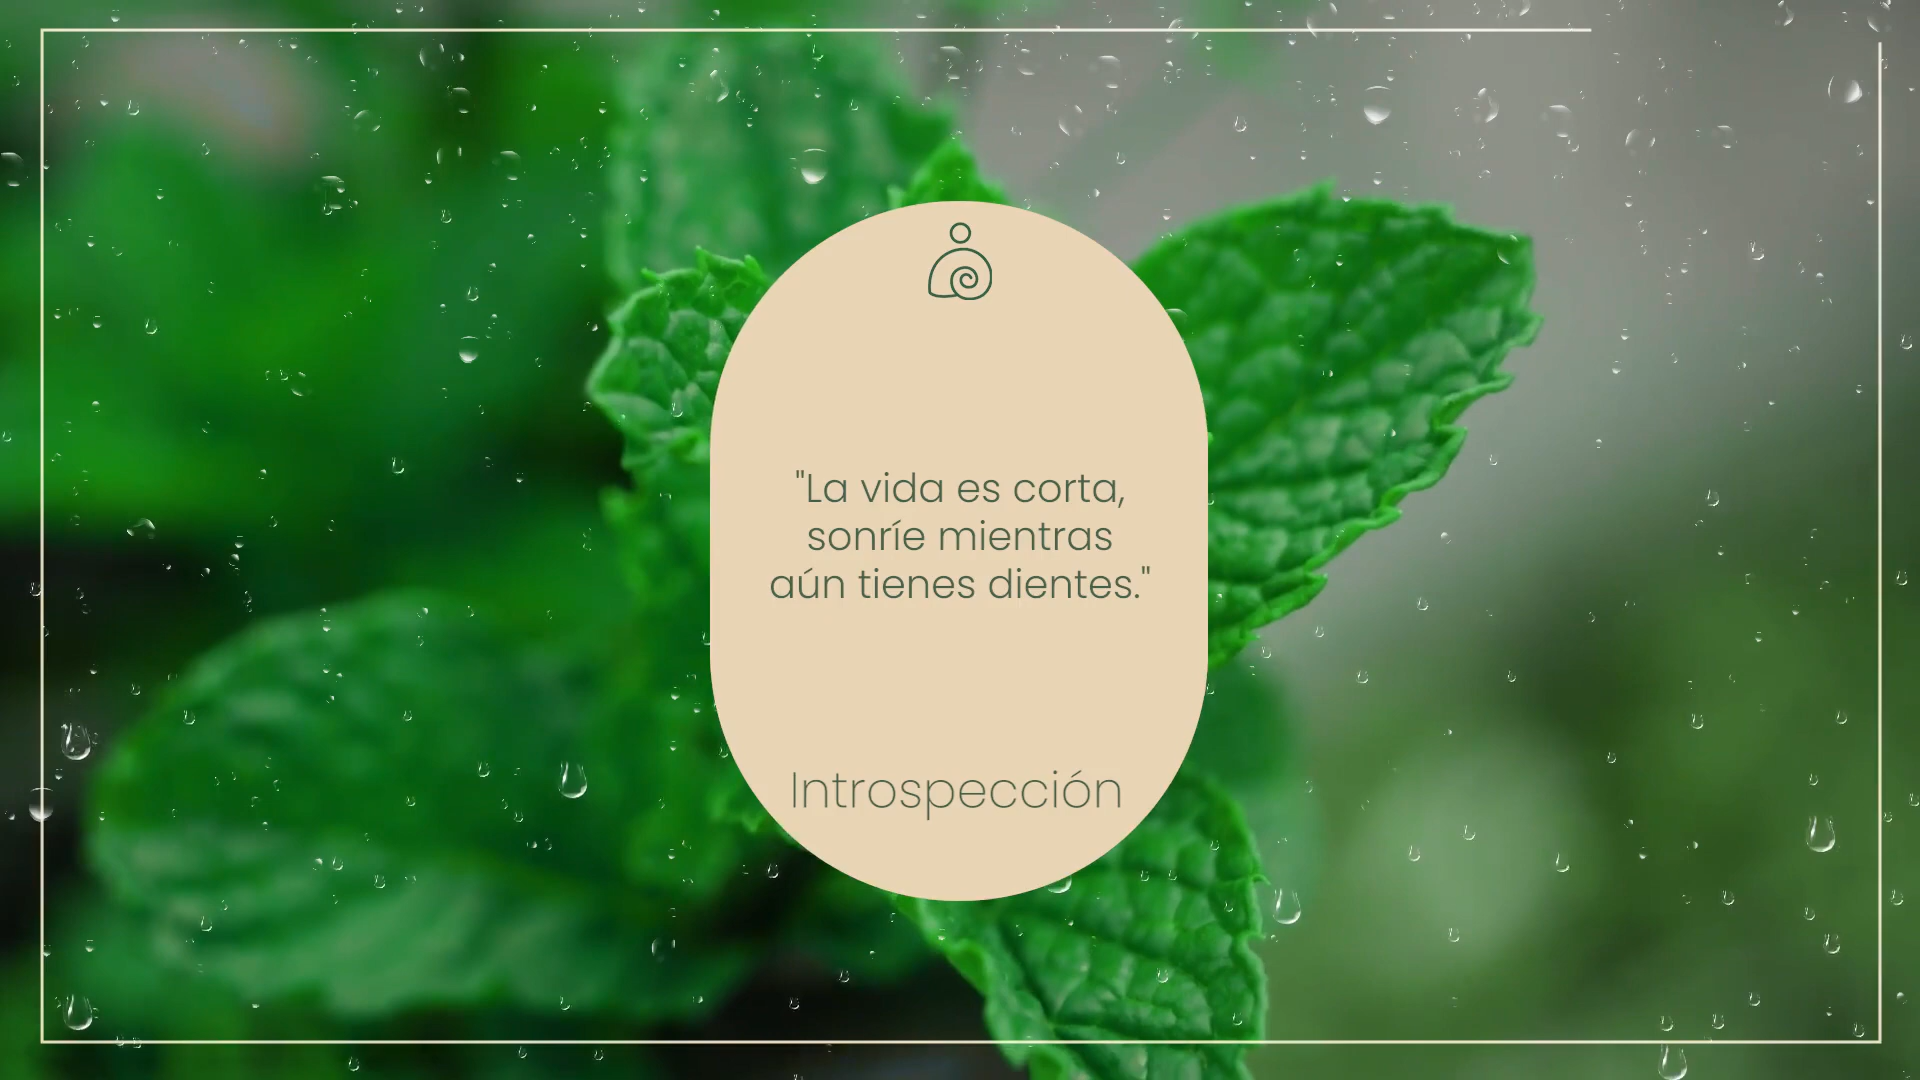 "La vida es corta,
sonríe mientras
aún tienes dientes."
Introspección